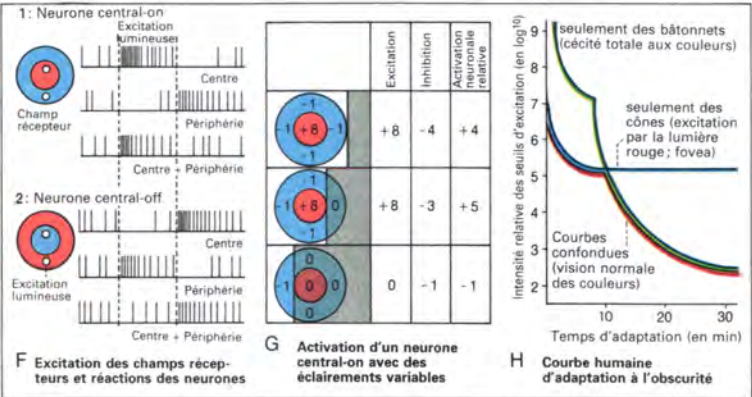 1: Neurone central-on
Excitation
lumineuse
Centre
Champ
récepteur
Périphérie
Centre + Périphérie
2: Neurone central-off
Centre
Excitation
lumineuse
Périphérie
Centre + Périphérie
F Excitation des champs récep-
teurs et réactions des neurones
Excitation
Inhibition
Activation
neuronale
relative
-1
-1 +8 -1
-1
+8 -4 +4
-1
-1 +8 0
-1
+8 -3 +5
0
-1 0 0
0
0 -1 -1
G Activation d'un neurone
central-on avec des
éclairements variables
Intensité relative des seuils d'excitation (en log10)
9
7
6
5
4
3
2
seulement des bâtonnets
(cécité totale aux couleurs)
seulement des
cônes (excitation
par la lumière
rouge; fovea)
Courbes
confondues
(vision normale
des couleurs)
0 10 20 30
Temps d'adaptation (en min)
H Courbe humaine
d'adaptation à l'obscurité